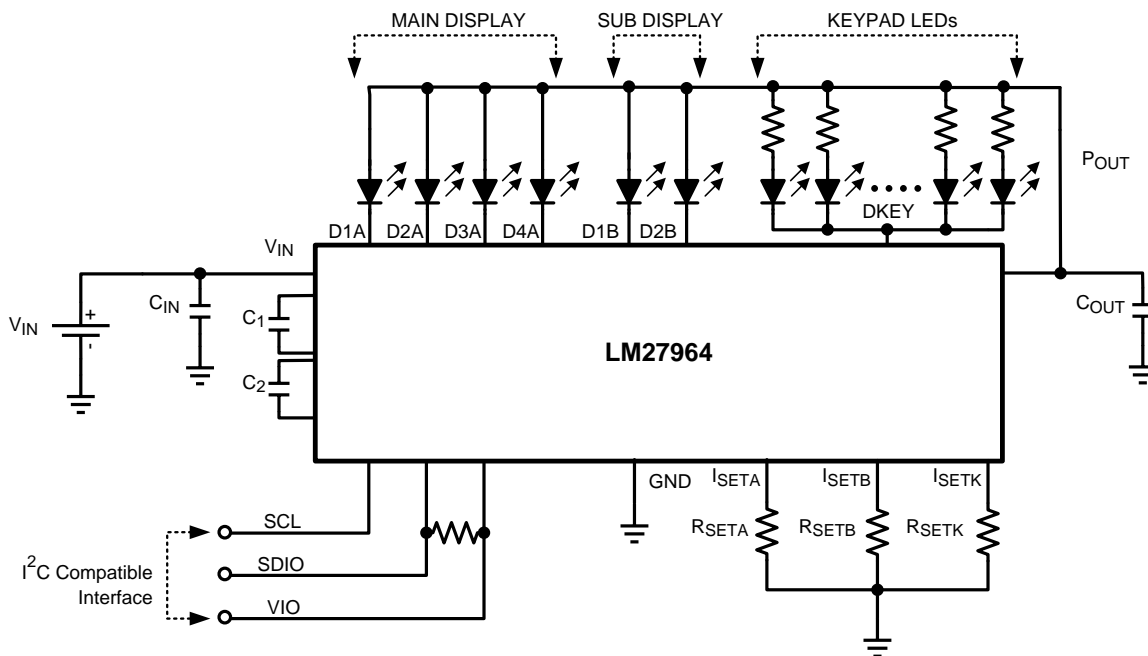 MAIN DISPLAY
SUB DISPLAY
KEYPAD LEDs
POUT
DKEY
D1A
D2A
D3A
D4A
D1B
D2B
VIN
CIN
VIN
+
-
C1
C2
COUT
LM27964
GND
ISETA
ISETB
ISETK
RSETA
RSETB
RSETK
SCL
SDIO
VIO
I2C Compatible
Interface